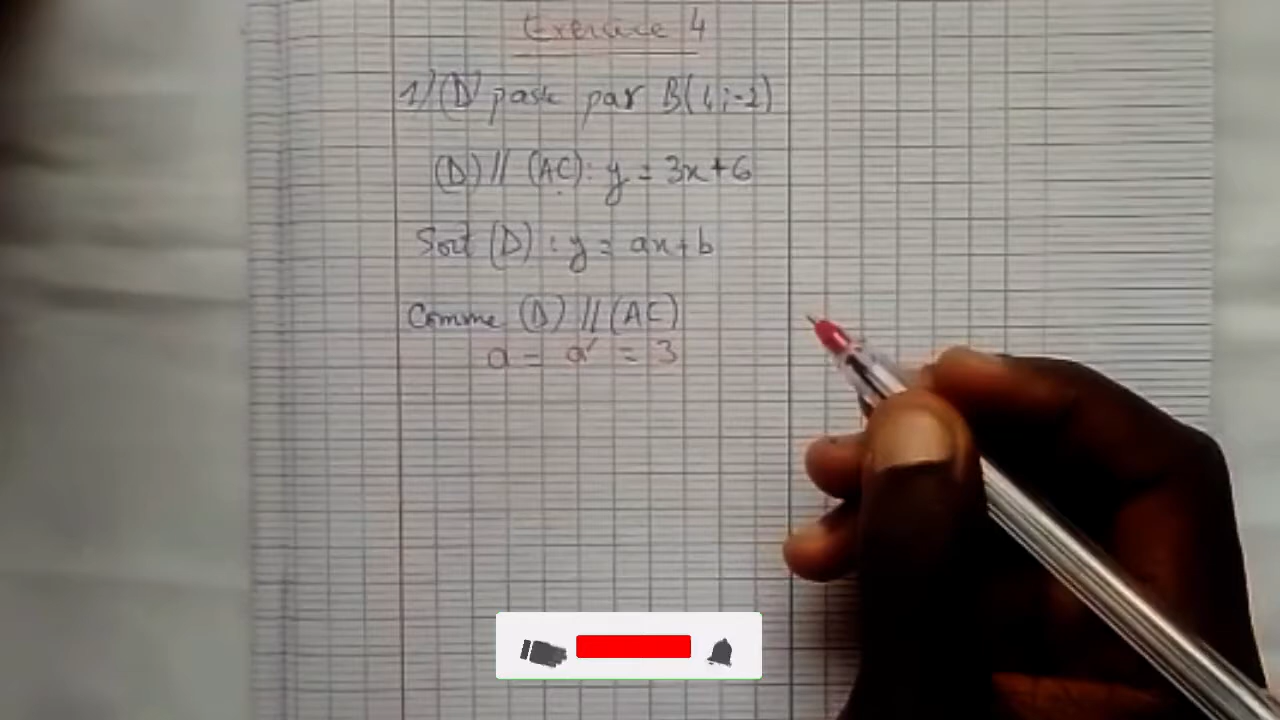 Exercice 4
1) (D) passe par B(1;-2)
(D) // (AC): y = 3x+6
Soit (D) : y = ax+b
Comme (D) // (AC)
a = a' = 3